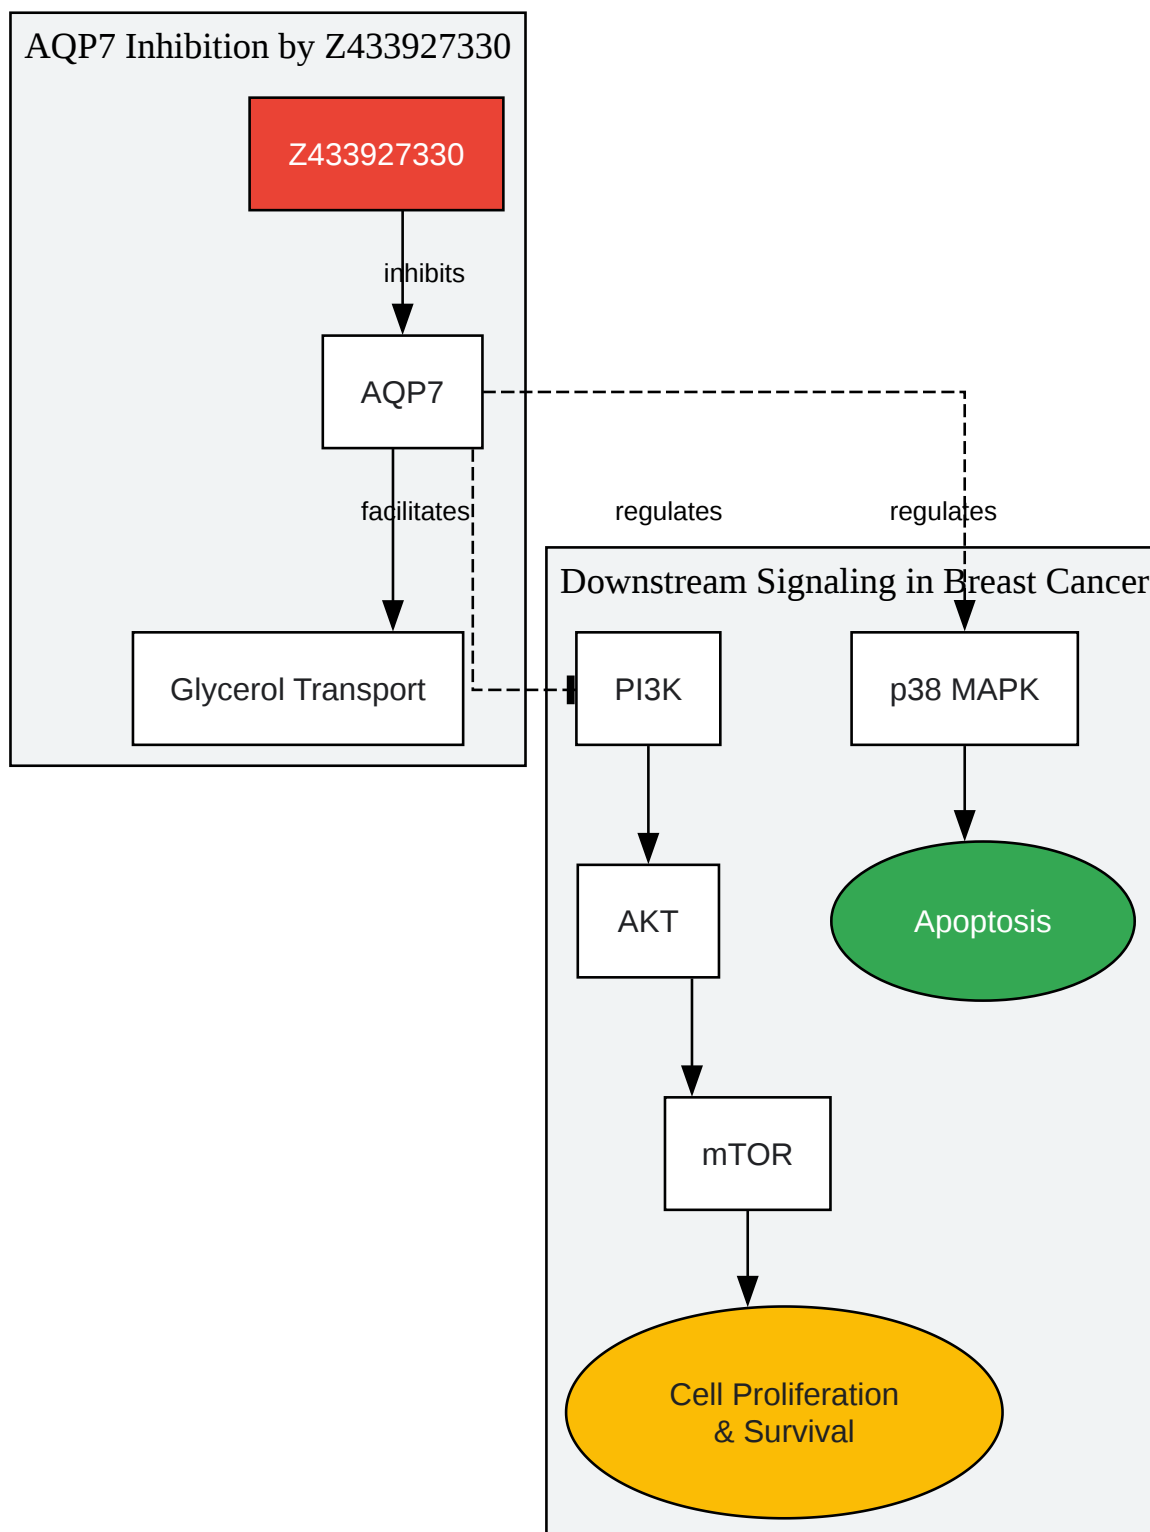 AQP7 Inhibition by Z433927330
Z433927330
inhibits
AQP7
facilitates
regulates
regulates
Downstream Signaling in Breast Cancer
Glycerol Transport
PI3K
p38 MAPK
AKT
Apoptosis
mTOR
Cell Proliferation
& Survival